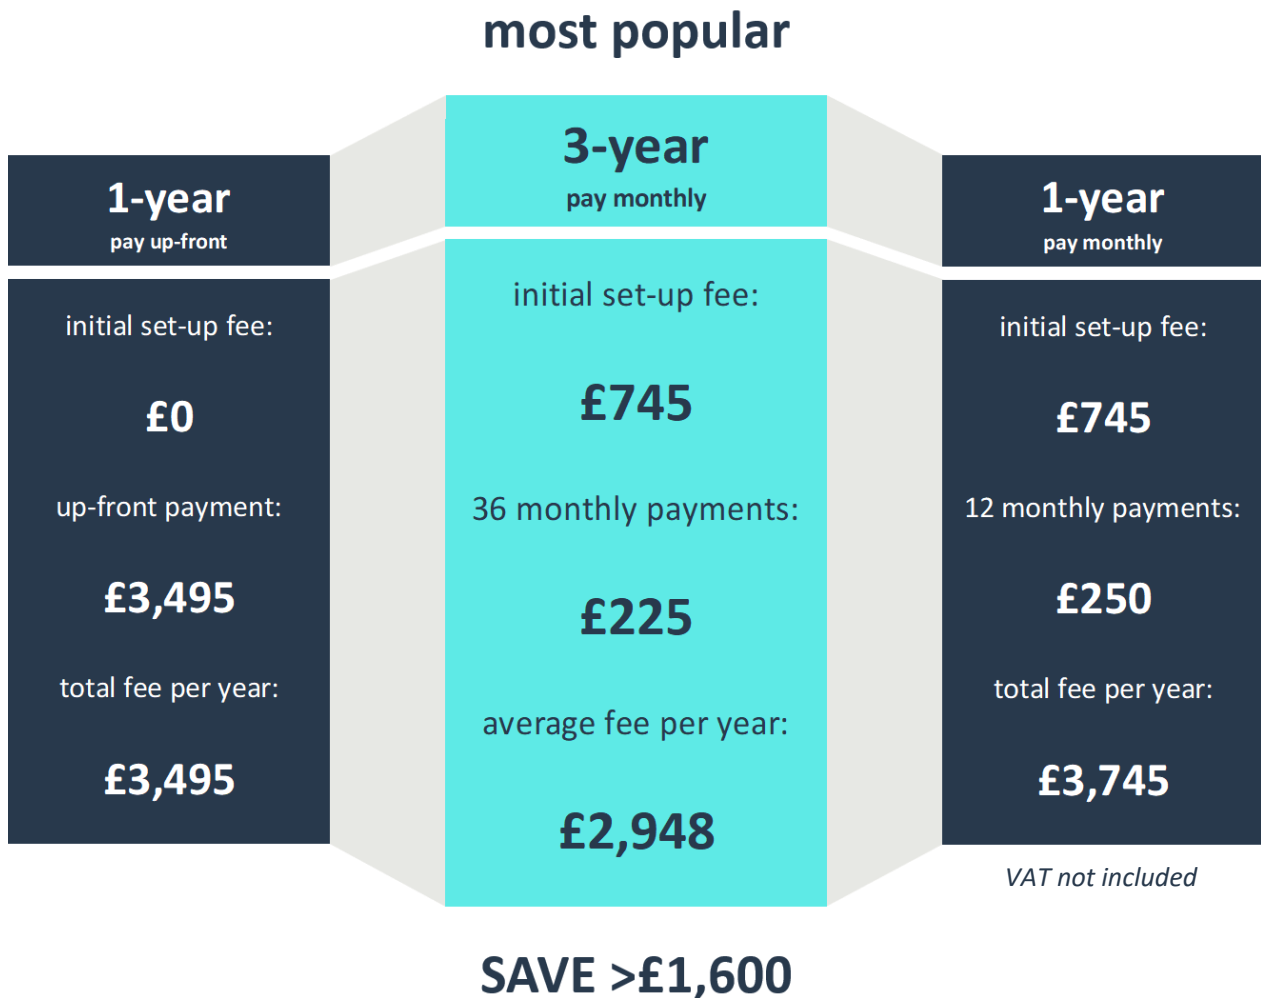 most popular
1-year
pay up-front
initial set-up fee:
£0
up-front payment:
£3,495
total fee per year:
£3,495
3-year
pay monthly
initial set-up fee:
£745
36 monthly payments:
£225
average fee per year:
£2,948
SAVE >£1,600
1-year
pay monthly
initial set-up fee:
£745
12 monthly payments:
£250
total fee per year:
£3,745
VAT not included